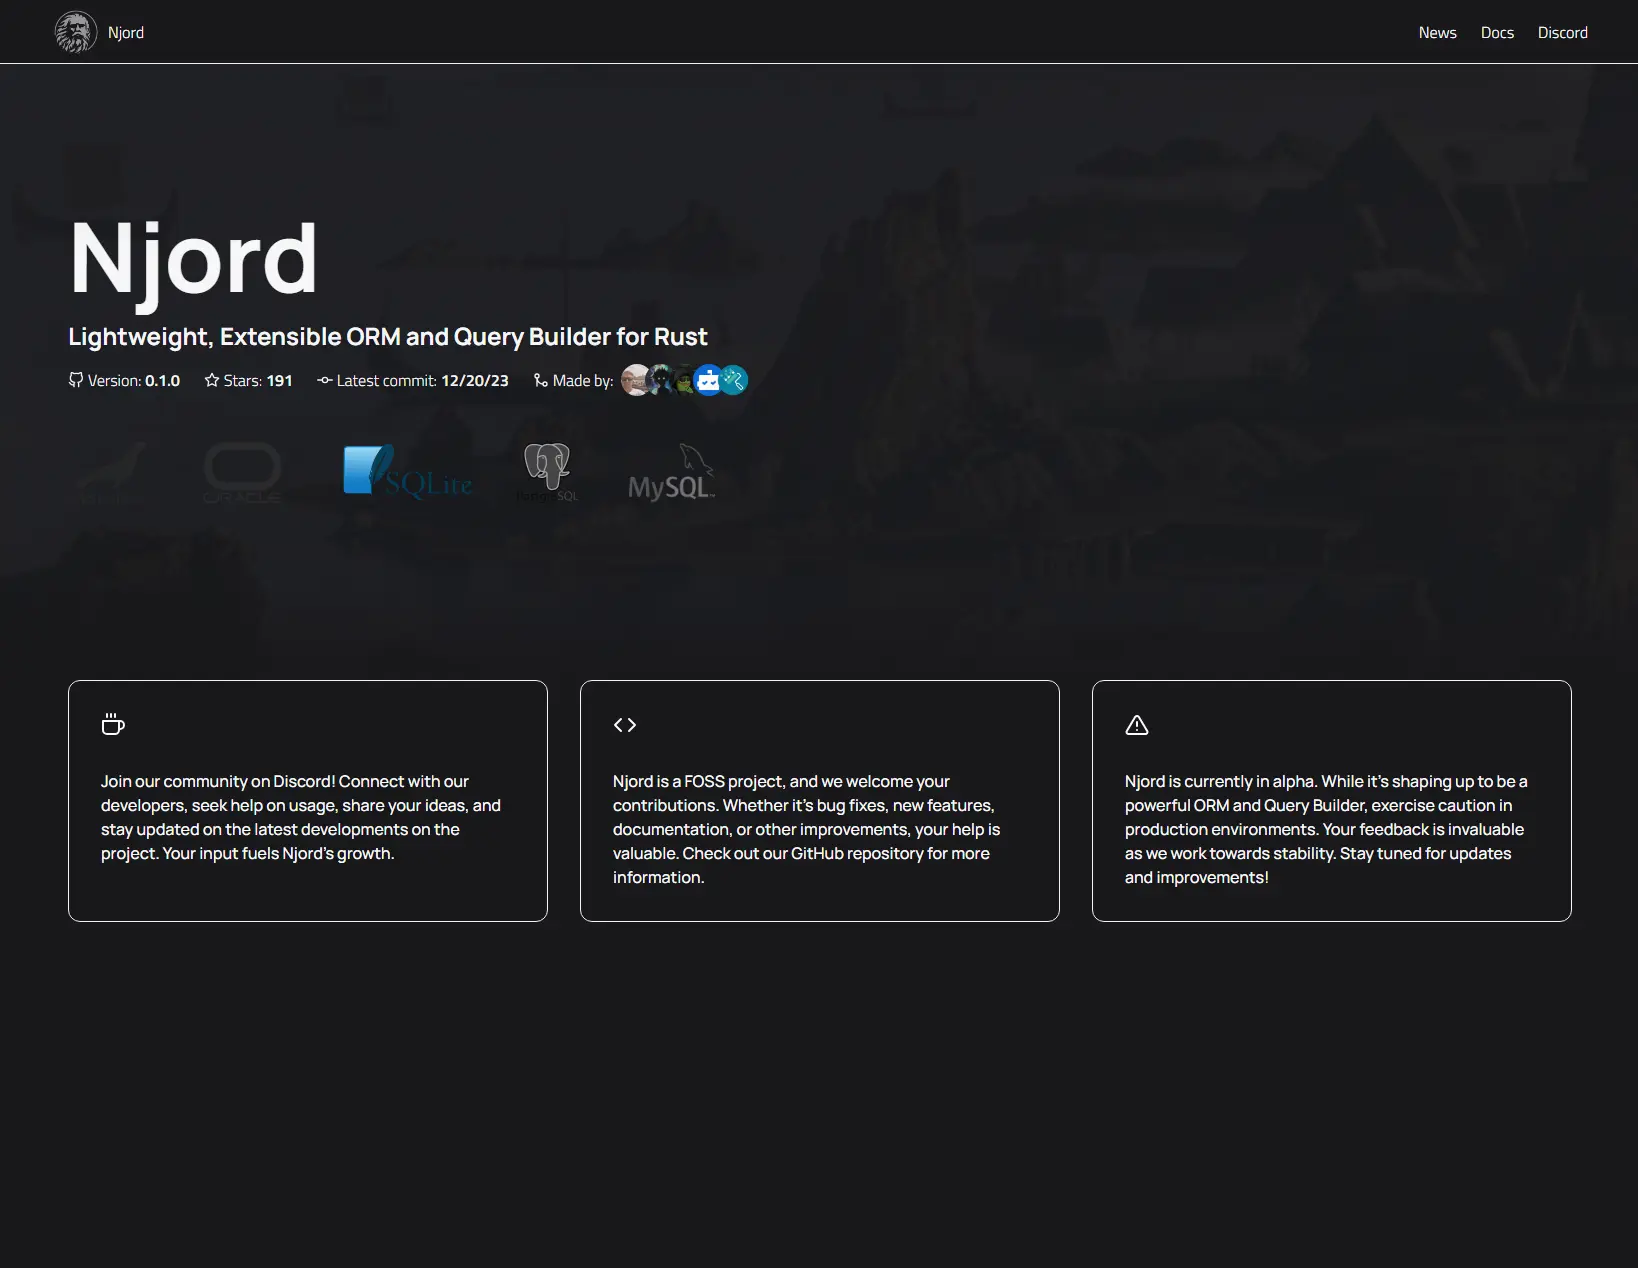 Njord
News Docs Discord
Njord
Lightweight, Extensible ORM and Query Builder for Rust
Version: 0.1.0 Stars: 191 Latest commit: 12/20/23 Made by:
ORACLE SQLite PostgreSQL MySQL™
Join our community on Discord! Connect with our
developers, seek help on usage, share your ideas, and
stay updated on the latest developments on the
project. Your input fuels Njord's growth.
Njord is a FOSS project, and we welcome your
contributions. Whether it's bug fixes, new features,
documentation, or other improvements, your help is
valuable. Check out our GitHub repository for more
information.
Njord is currently in alpha. While it's shaping up to be a
powerful ORM and Query Builder, exercise caution in
production environments. Your feedback is invaluable
as we work towards stability. Stay tuned for updates
and improvements!